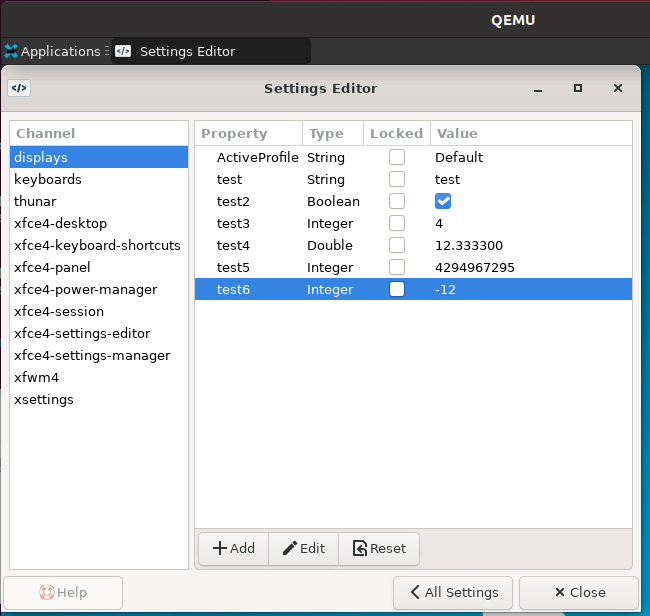 QEMU
Applications Settings Editor
Settings Editor
Channel
displays
keyboards
thunar
xfce4-desktop
xfce4-keyboard-shortcuts
xfce4-panel
xfce4-power-manager
xfce4-session
xfce4-settings-editor
xfce4-settings-manager
xfwm4
xsettings
Property Type Locked Value
ActiveProfile String Default
test String test
test2 Boolean
test3 Integer 4
test4 Double 12.333300
test5 Integer 4294967295
test6 Integer -12
Add Edit Reset
Help All Settings Close